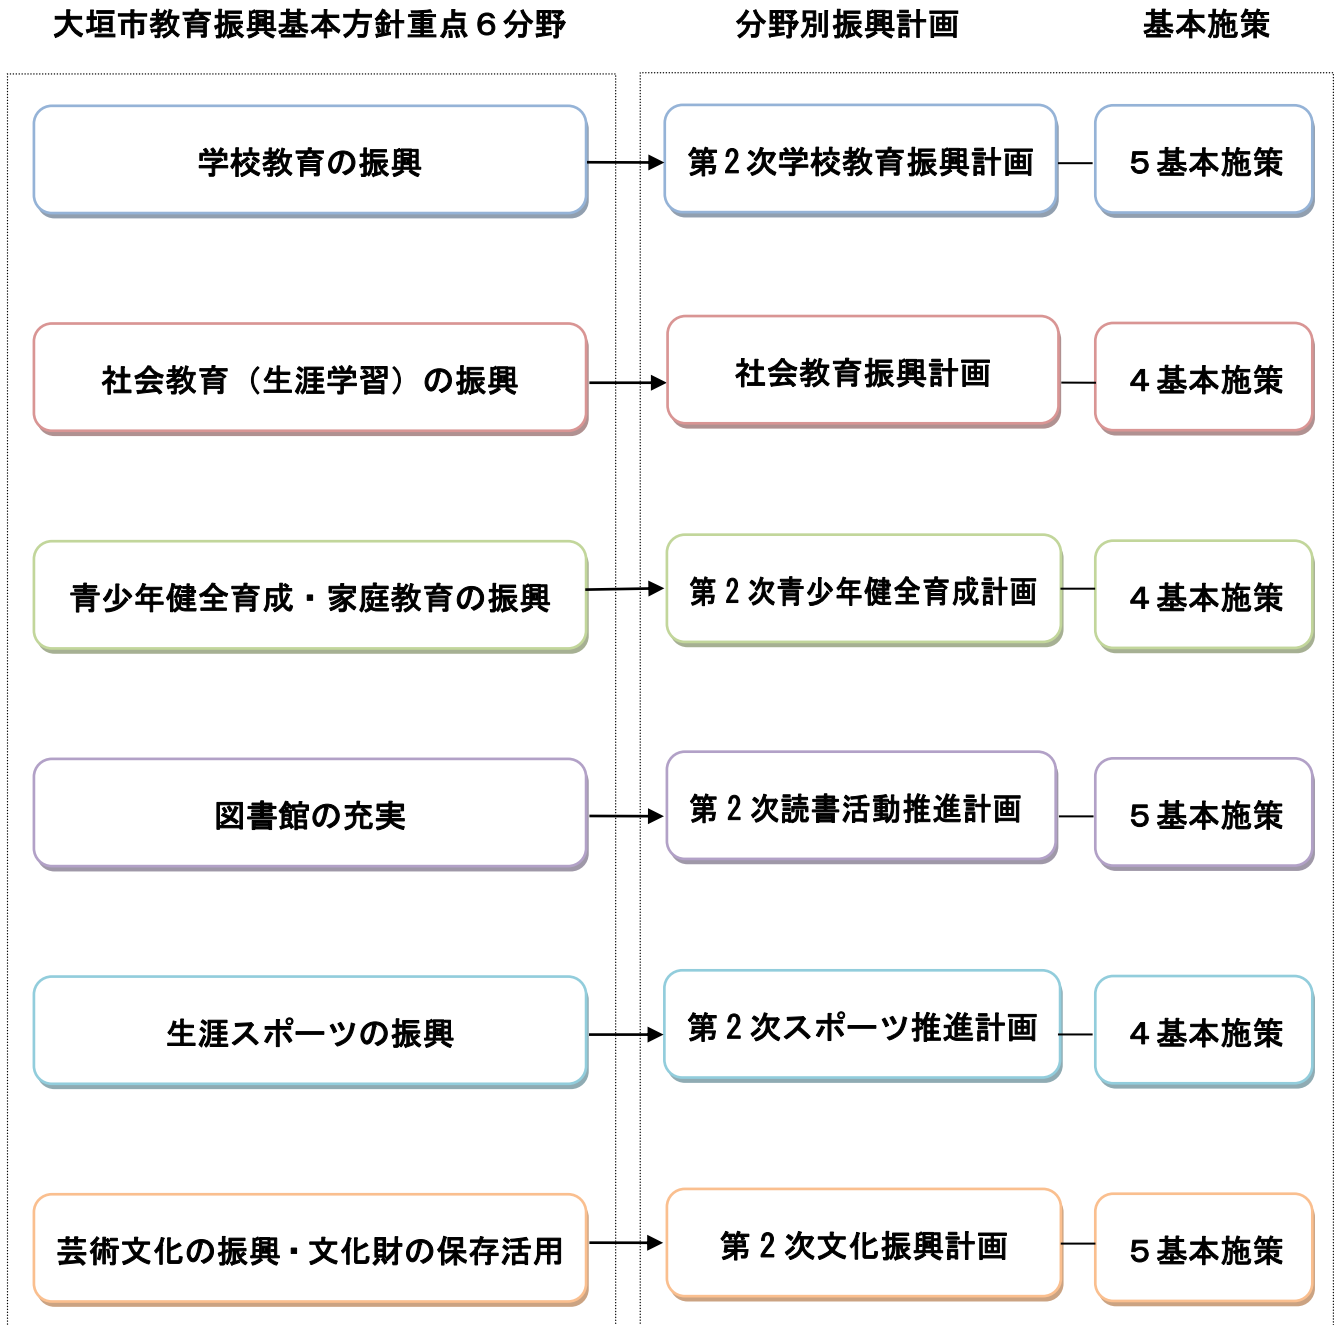 大垣市教育振興基本方針重点６分野　分野別振興計画　基本施策
学校教育の振興　第２次学校教育振興計画　５基本施策
社会教育（生涯学習）の振興　社会教育振興計画　４基本施策
青少年健全育成・家庭教育の振興　第２次青少年健全育成計画　４基本施策
図書館の充実　第２次読書活動推進計画　５基本施策
生涯スポーツの振興　第２次スポーツ推進計画　４基本施策
芸術文化の振興・文化財の保存活用　第２次文化振興計画　５基本施策